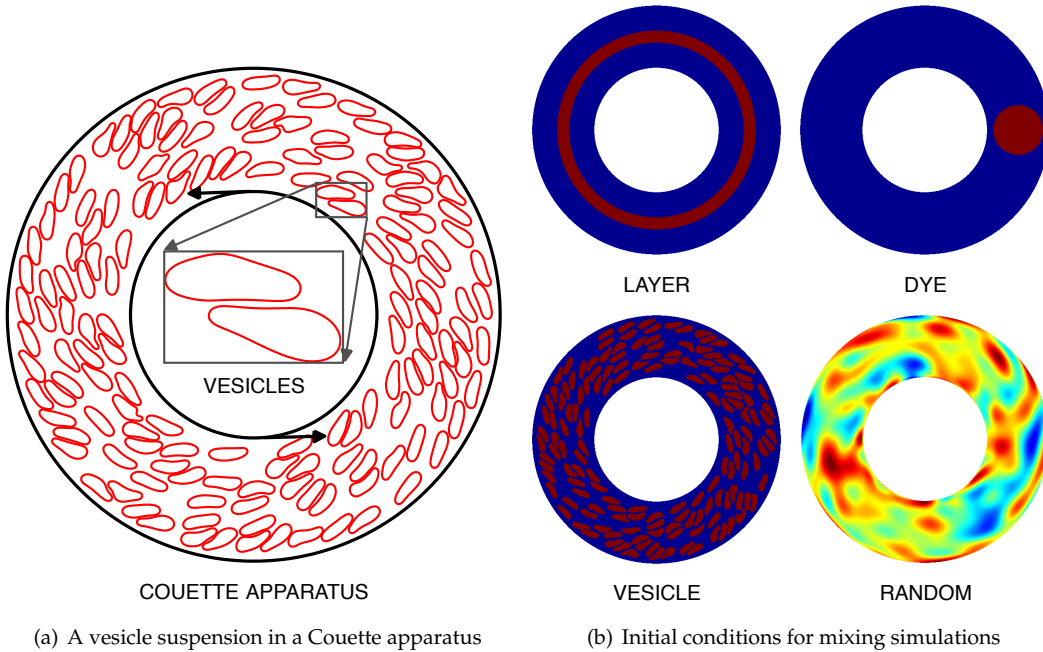 VESICLES
COUETTE APPARATUS
(a) A vesicle suspension in a Couette apparatus
LAYER
DYE
VESICLE
RANDOM
(b) Initial conditions for mixing simulations